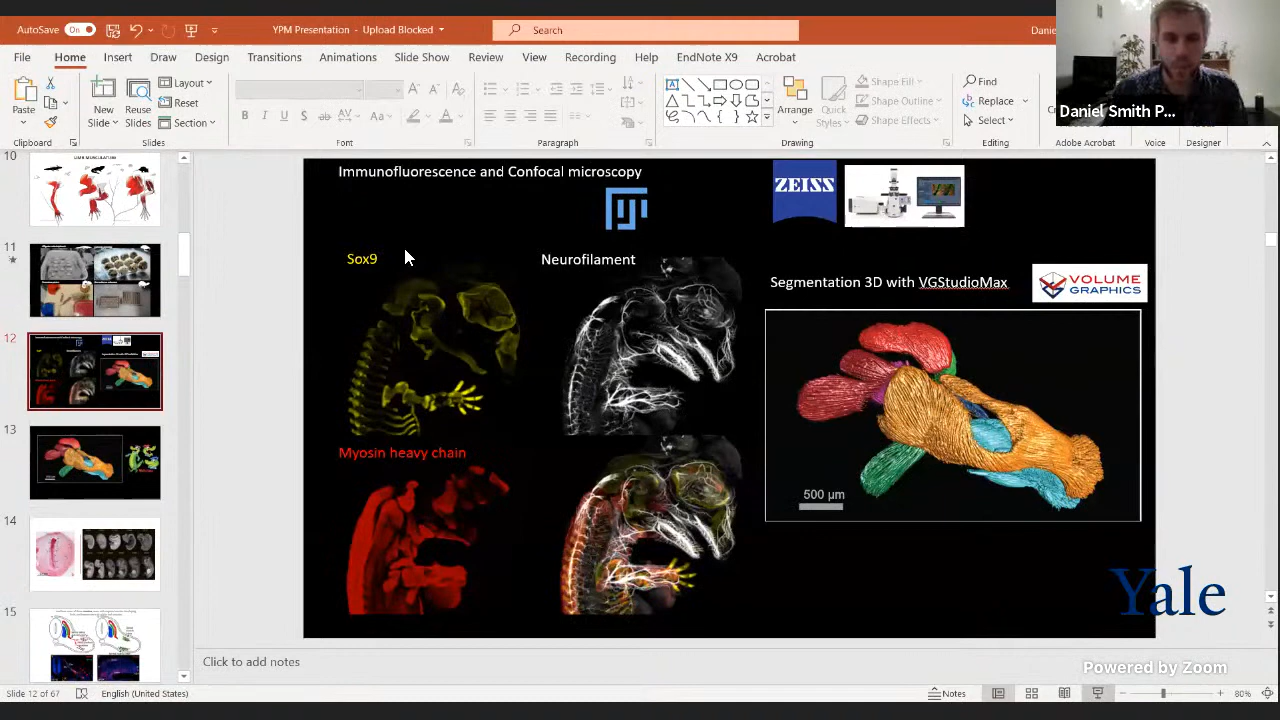 AutoSave On YPM Presentation - Upload Blocked Search Danie
Daniel Smith P...
File Home Insert Draw Design Transitions Animations Slide Show Review View Recording Help EndNote X9 Acrobat
Paste
New Slide
Reuse Slides
Layout
Reset
Section
Arrange
Quick Styles
Shape Fill
Shape Outline
Shape Effects
Find
Replace
Select
Clipboard Slides Font Paragraph Drawing Editing Adobe Acrobat Voice Designer
10
11
12
13
14
15
Immunofluorescence and Confocal microscopy
ZEISS
Sox9
Neurofilament
Segmentation 3D with VGStudioMax
VOLUME
GRAPHICS
Myosin heavy chain
500 µm
Yale
Click to add notes
Powered by Zoom
Slide 12 of 67 English (United States) Notes 80%